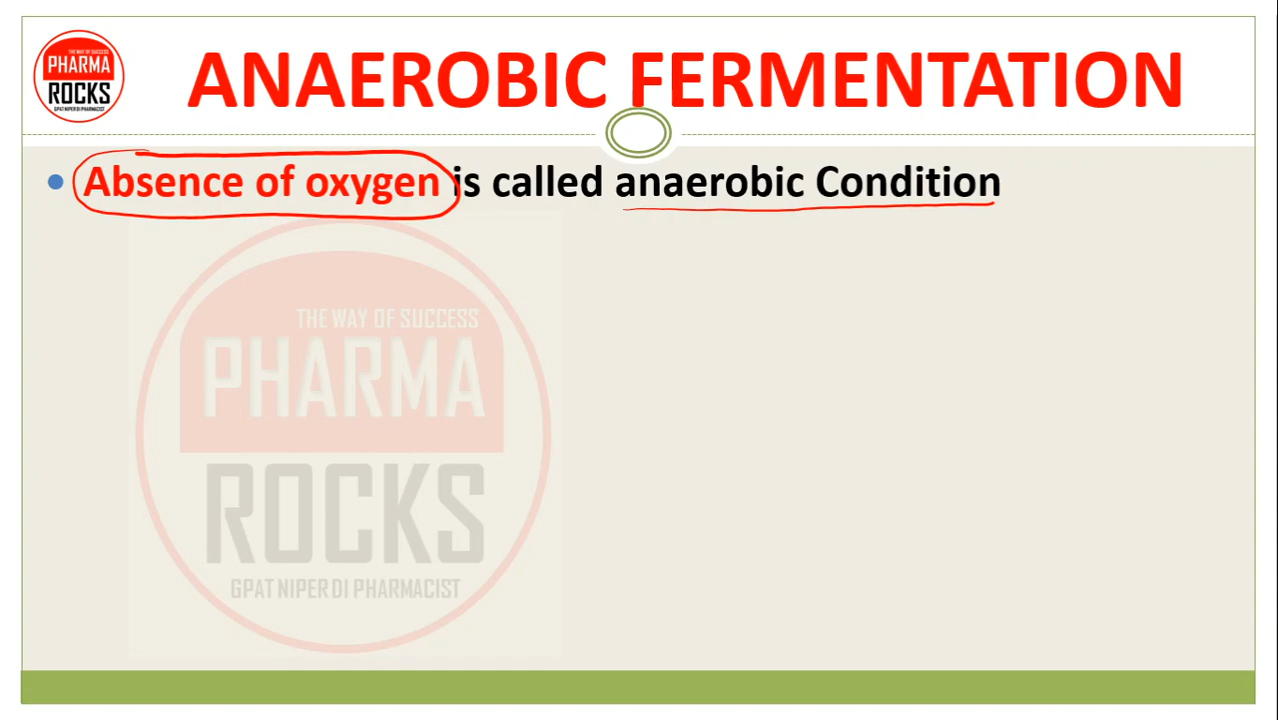 THE WAY OF SUCCESS
PHARMA
ROCKS
GPAT NIPER DI PHARMACIST
ANAEROBIC FERMENTATION
• Absence of oxygen is called anaerobic Condition
THE WAY OF SUCCESS
PHARMA
ROCKS
GPAT NIPER DI PHARMACIST